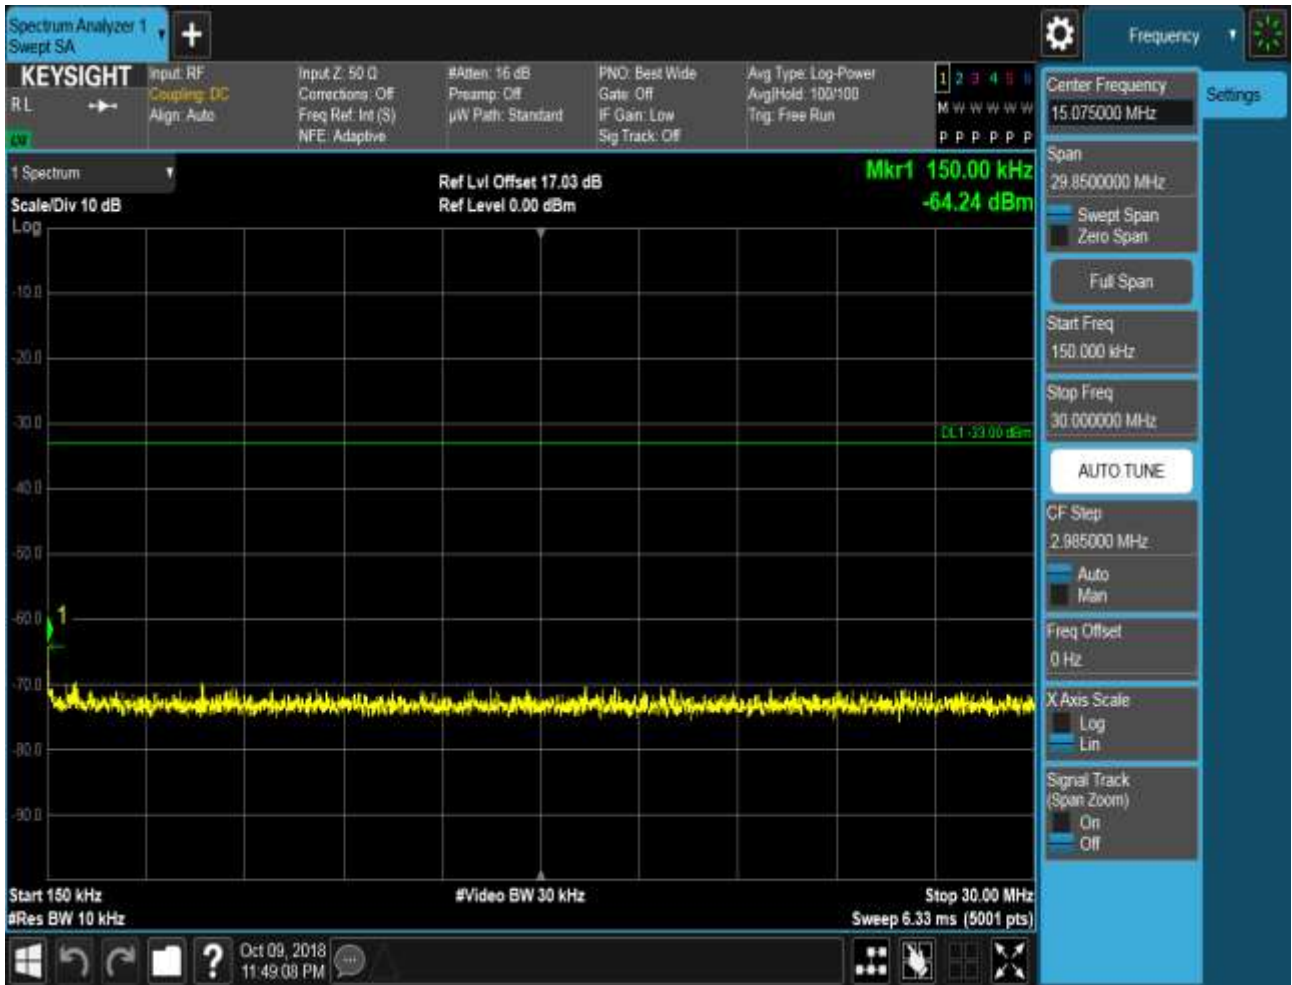 Spectrum Analyzer 1
Swept SA
Frequency
KEYSIGHT
RL
LXI
Input: RF
Coupling: DC
Align: Auto
Input Z: 50 Ω
Corrections: Off
Freq Ref: Int (S)
NFE: Adaptive
#Atten: 16 dB
Preamp: Off
µW Path: Standard
PNO: Best Wide
Gate: Off
IF Gain: Low
Sig Track: Off
Avg Type: Log-Power
Avg|Hold: 100/100
Trig: Free Run
1 2 3 4 5 6
M W W W W W
P P P P P P
1 Spectrum
Scale/Div 10 dB
Ref Lvl Offset 17.03 dB
Ref Level 0.00 dBm
Mkr1 150.00 kHz
-64.24 dBm
Log
-10.0
-20.0
-30.0
DL1 -33.00 dBm
-40.0
-50.0
-60.0
1
-70.0
-80.0
-90.0
Start 150 kHz
#Video BW 30 kHz
Stop 30.00 MHz
#Res BW 10 kHz
Sweep 6.33 ms (5001 pts)
Center Frequency
15.075000 MHz
Settings
Span
29.8500000 MHz
Swept Span
Zero Span
Full Span
Start Freq
150.000 kHz
Stop Freq
30.000000 MHz
AUTO TUNE
CF Step
2.985000 MHz
Auto
Man
Freq Offset
0 Hz
X Axis Scale
Log
Lin
Signal Track
(Span Zoom)
On
Off
?
Oct 09, 2018
11:49:08 PM